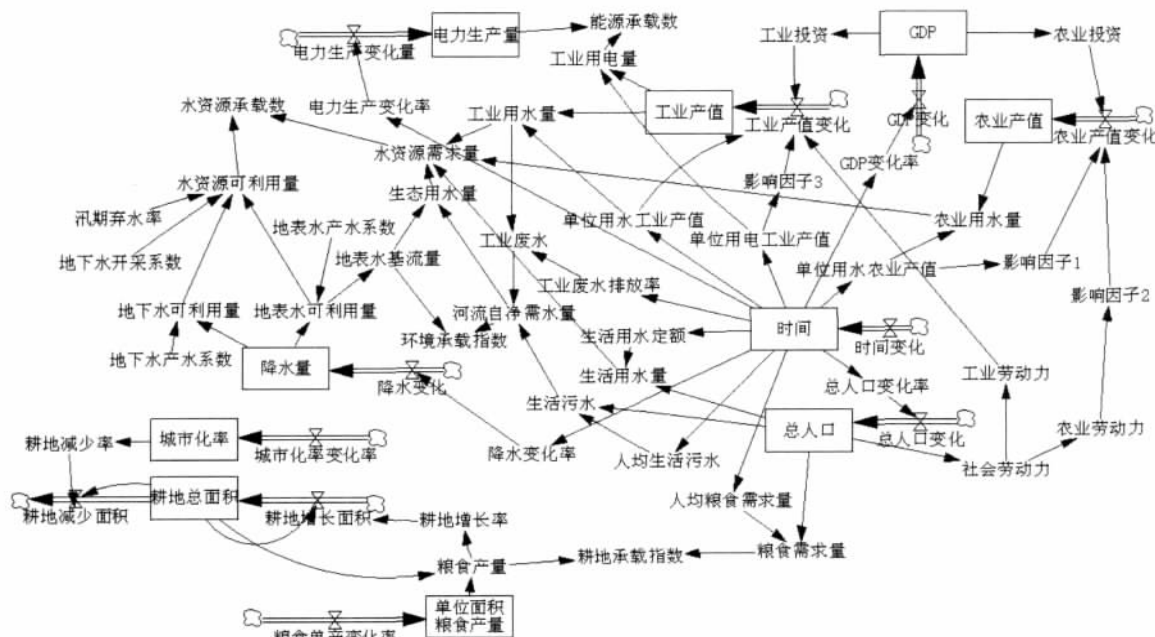 能源承载数
电力生产量
电力生产变化量
工业用电量
工业投资
GDP
农业投资
水资源承载数
电力生产变化率
工业用水量
工业产值
工业产值变化
GDP变化
农业产值
农业产值变化
水资源需求量
GDP变化率
影响因子3
水资源可利用量
生态用水量
汛期弃水率
地表水产水系数
单位用水工业产值
农业用水量
工业废水
单位用电工业产值
地下水开采系数
地表水基流量
单位用水农业产值
影响因子1
工业废水排放率
影响因子2
地下水可利用量
地表水可利用量
河流自净需水量
时间
环境承载指数
生活用水定额
时间变化
地下水产水系数
降水量
降水变化
生活用水量
总人口变化率
工业劳动力
生活污水
耕地减少率
城市化率
城市化率变化率
降水变化率
人均生活污水
总人口
总人口变化
农业劳动力
社会劳动力
耕地总面积
人均粮食需求量
耕地减少面积
耕地增长面积
耕地增长率
粮食产量
耕地承载指数
粮食需求量
单位面积
粮食产量
粮食单产变化率